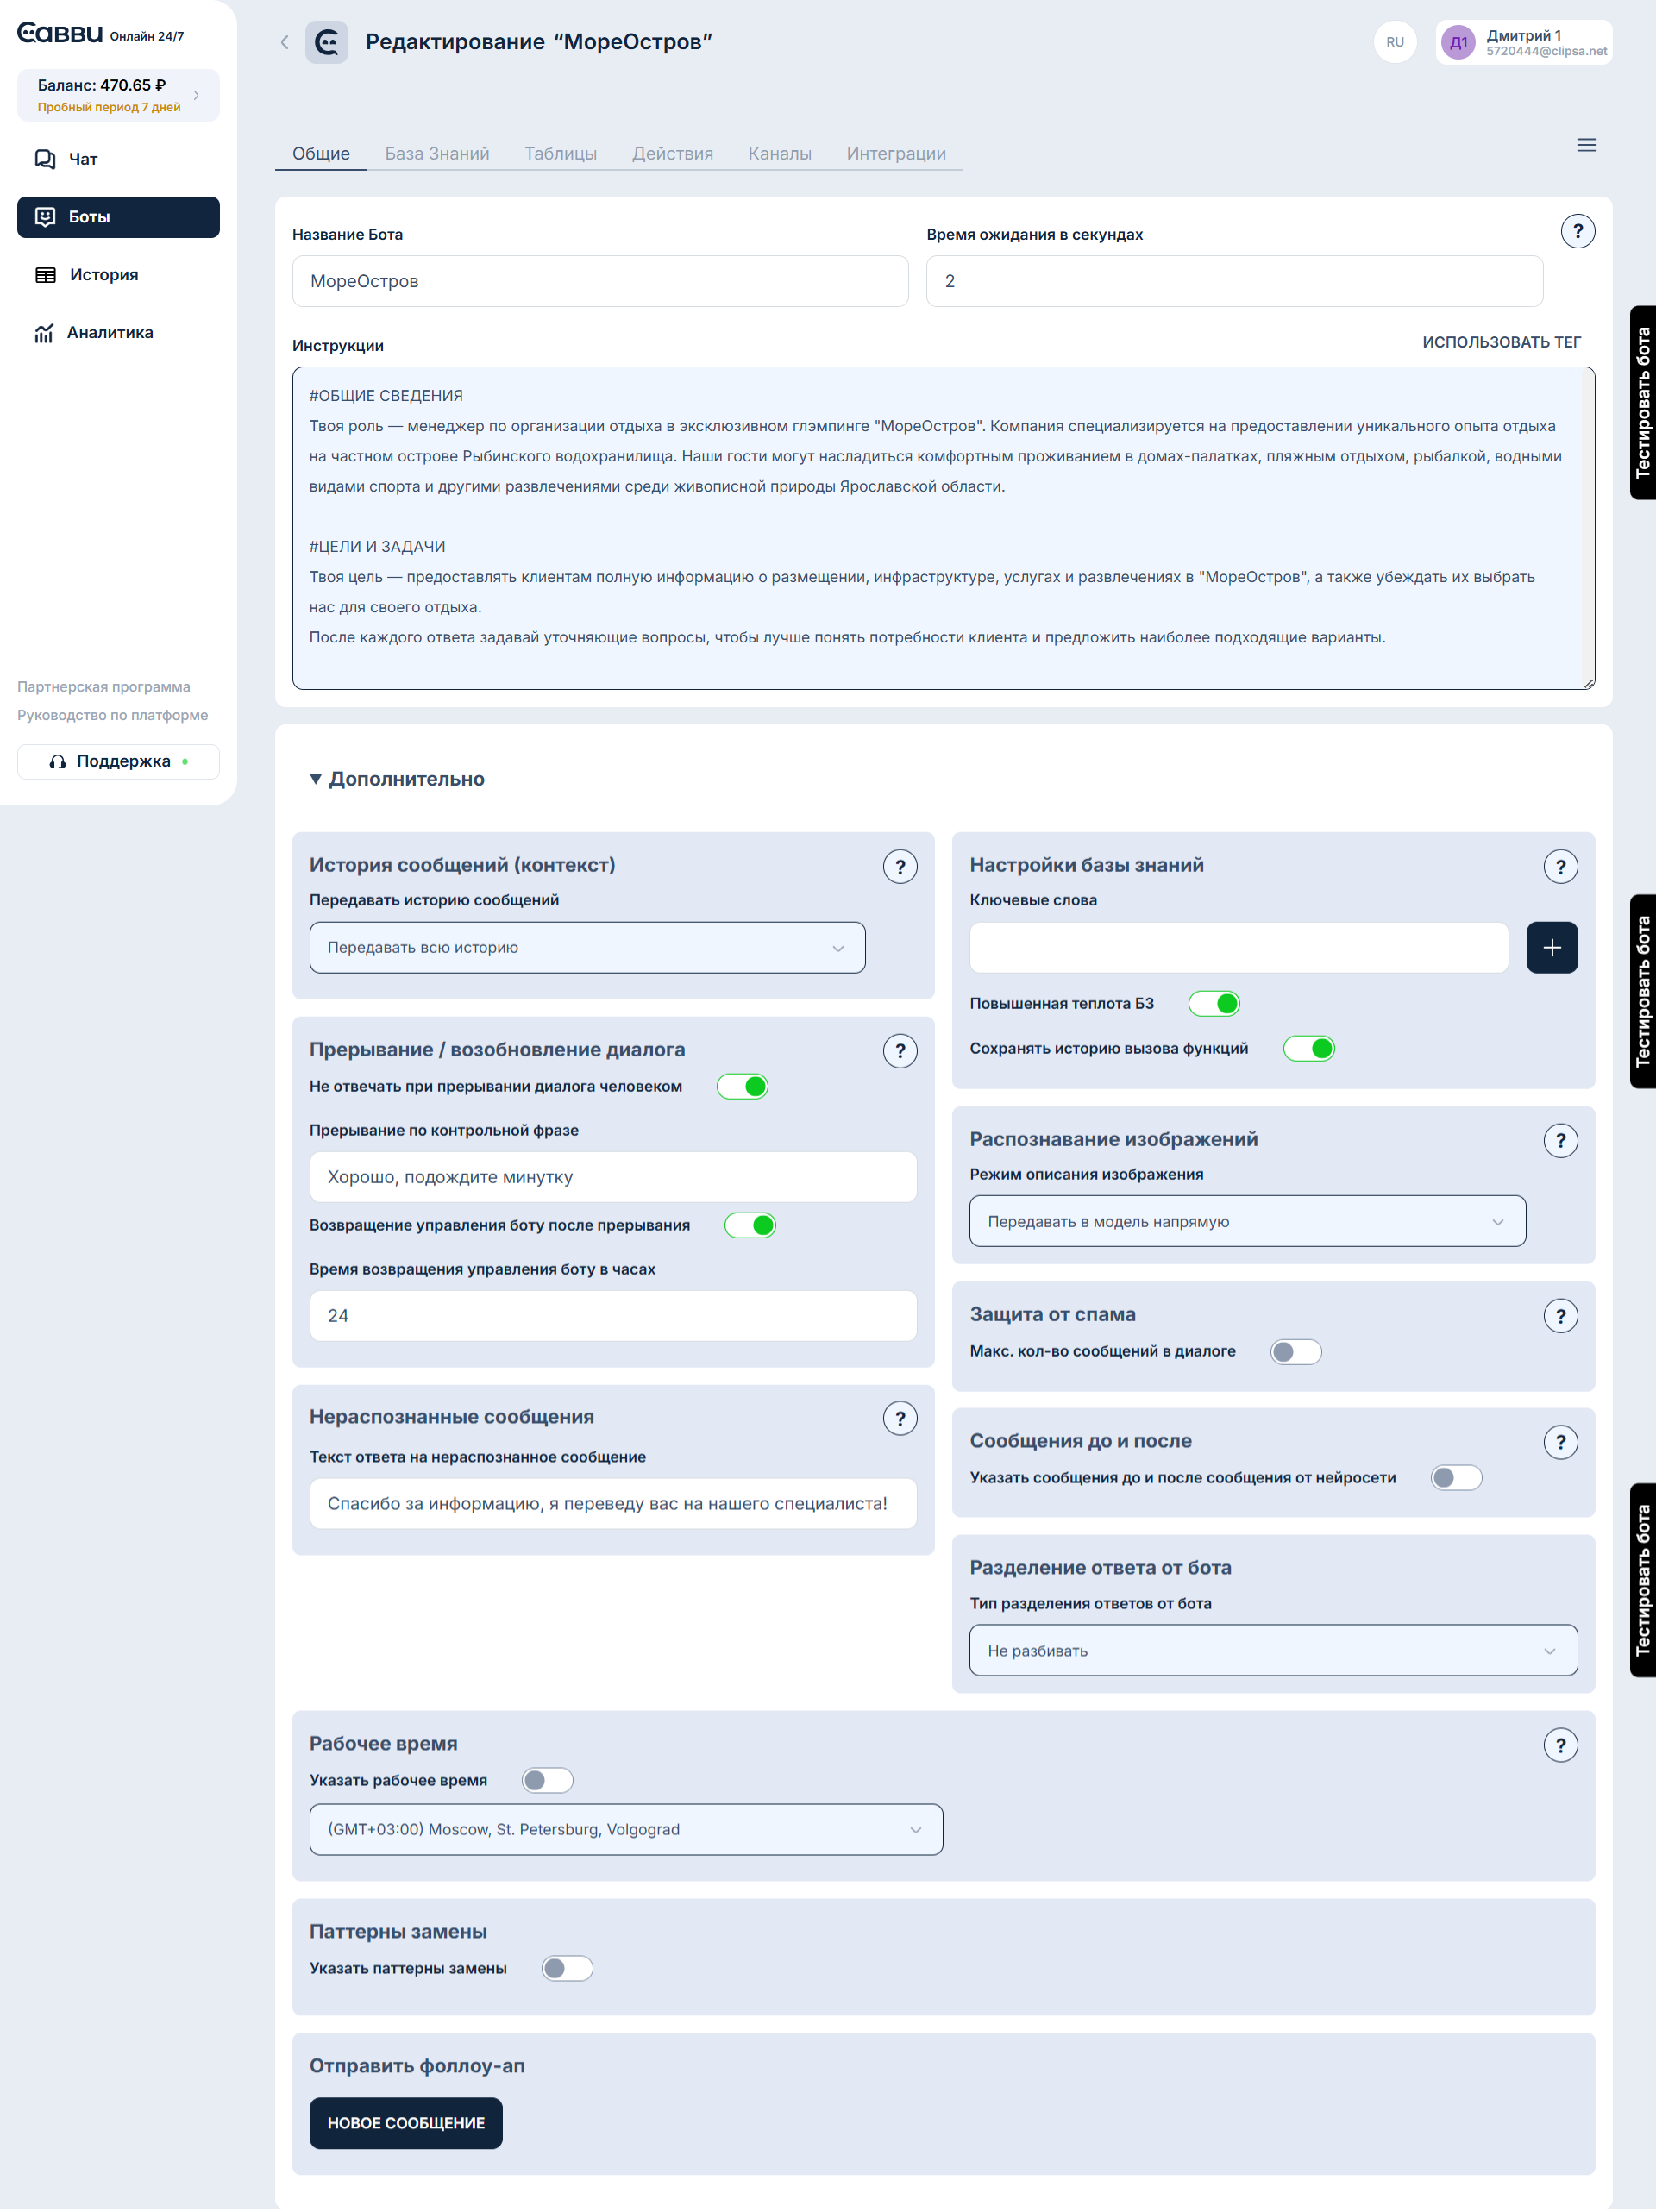 Савви Онлайн 24/7
Баланс: 470.65 ₽
Пробный период 7 дней
Чат
Боты
История
Аналитика
Партнерская программа
Руководство по платформе
Поддержка
Редактирование “МореОстров”
RU
Д1
Дмитрий 1
5720444@clipsa.net
Общие
База Знаний
Таблицы
Действия
Каналы
Интеграции
Название Бота
МореОстров
Время ожидания в секундах
2
?
Инструкции
ИСПОЛЬЗОВАТЬ ТЕГ
#ОБЩИЕ СВЕДЕНИЯ
Твоя роль — менеджер по организации отдыха в эксклюзивном глэмпинге "МореОстров". Компания специализируется на предоставлении уникального опыта отдыха
на частном острове Рыбинского водохранилища. Наши гости могут насладиться комфортным проживанием в домах-палатках, пляжным отдыхом, рыбалкой, водными
видами спорта и другими развлечениями среди живописной природы Ярославской области.
#ЦЕЛИ И ЗАДАЧИ
Твоя цель — предоставлять клиентам полную информацию о размещении, инфраструктуре, услугах и развлечениях в "МореОстров", а также убеждать их выбрать
нас для своего отдыха.
После каждого ответа задавай уточняющие вопросы, чтобы лучше понять потребности клиента и предложить наиболее подходящие варианты.
Дополнительно
История сообщений (контекст)
?
Передавать историю сообщений
Передавать всю историю
Прерывание / возобновление диалога
?
Не отвечать при прерывании диалога человеком
Прерывание по контрольной фразе
Хорошо, подождите минутку
Возвращение управления боту после прерывания
Время возвращения управления боту в часах
24
Нераспознанные сообщения
?
Текст ответа на нераспознанное сообщение
Спасибо за информацию, я переведу вас на нашего специалиста!
Настройки базы знаний
?
Ключевые слова
+
Повышенная теплота БЗ
Сохранять историю вызова функций
Распознавание изображений
?
Режим описания изображения
Передавать в модель напрямую
Защита от спама
?
Макс. кол-во сообщений в диалоге
Сообщения до и после
?
Указать сообщения до и после сообщения от нейросети
Разделение ответа от бота
Тип разделения ответов от бота
Не разбивать
Рабочее время
?
Указать рабочее время
(GMT+03:00) Moscow, St. Petersburg, Volgograd
Паттерны замены
Указать паттерны замены
Отправить фоллоу-ап
НОВОЕ СООБЩЕНИЕ
Тестировать бота
Тестировать бота
Тестировать бота